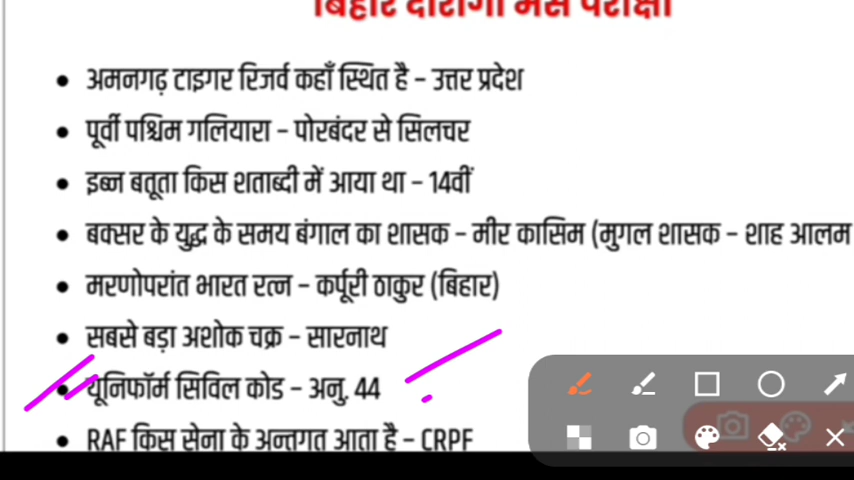 बिहार दारोगा मेंस परीक्षा
अमनगढ़ टाइगर रिजर्व कहाँ स्थित है – उत्तर प्रदेश
पूर्वी पश्चिम गलियारा – पोरबंदर से सिलचर
इब्न बतूता किस शताब्दी में आया था – 14वीं
बक्सर के युद्ध के समय बंगाल का शासक – मीर कासिम (मुगल शासक – शाह आलम
मरणोपरांत भारत रत्न – कर्पूरी ठाकुर (बिहार)
सबसे बड़ा अशोक चक्र – सारनाथ
यूनिफॉर्म सिविल कोड – अनु. 44
RAF किस सेना के अन्तगत आता है – CRPF